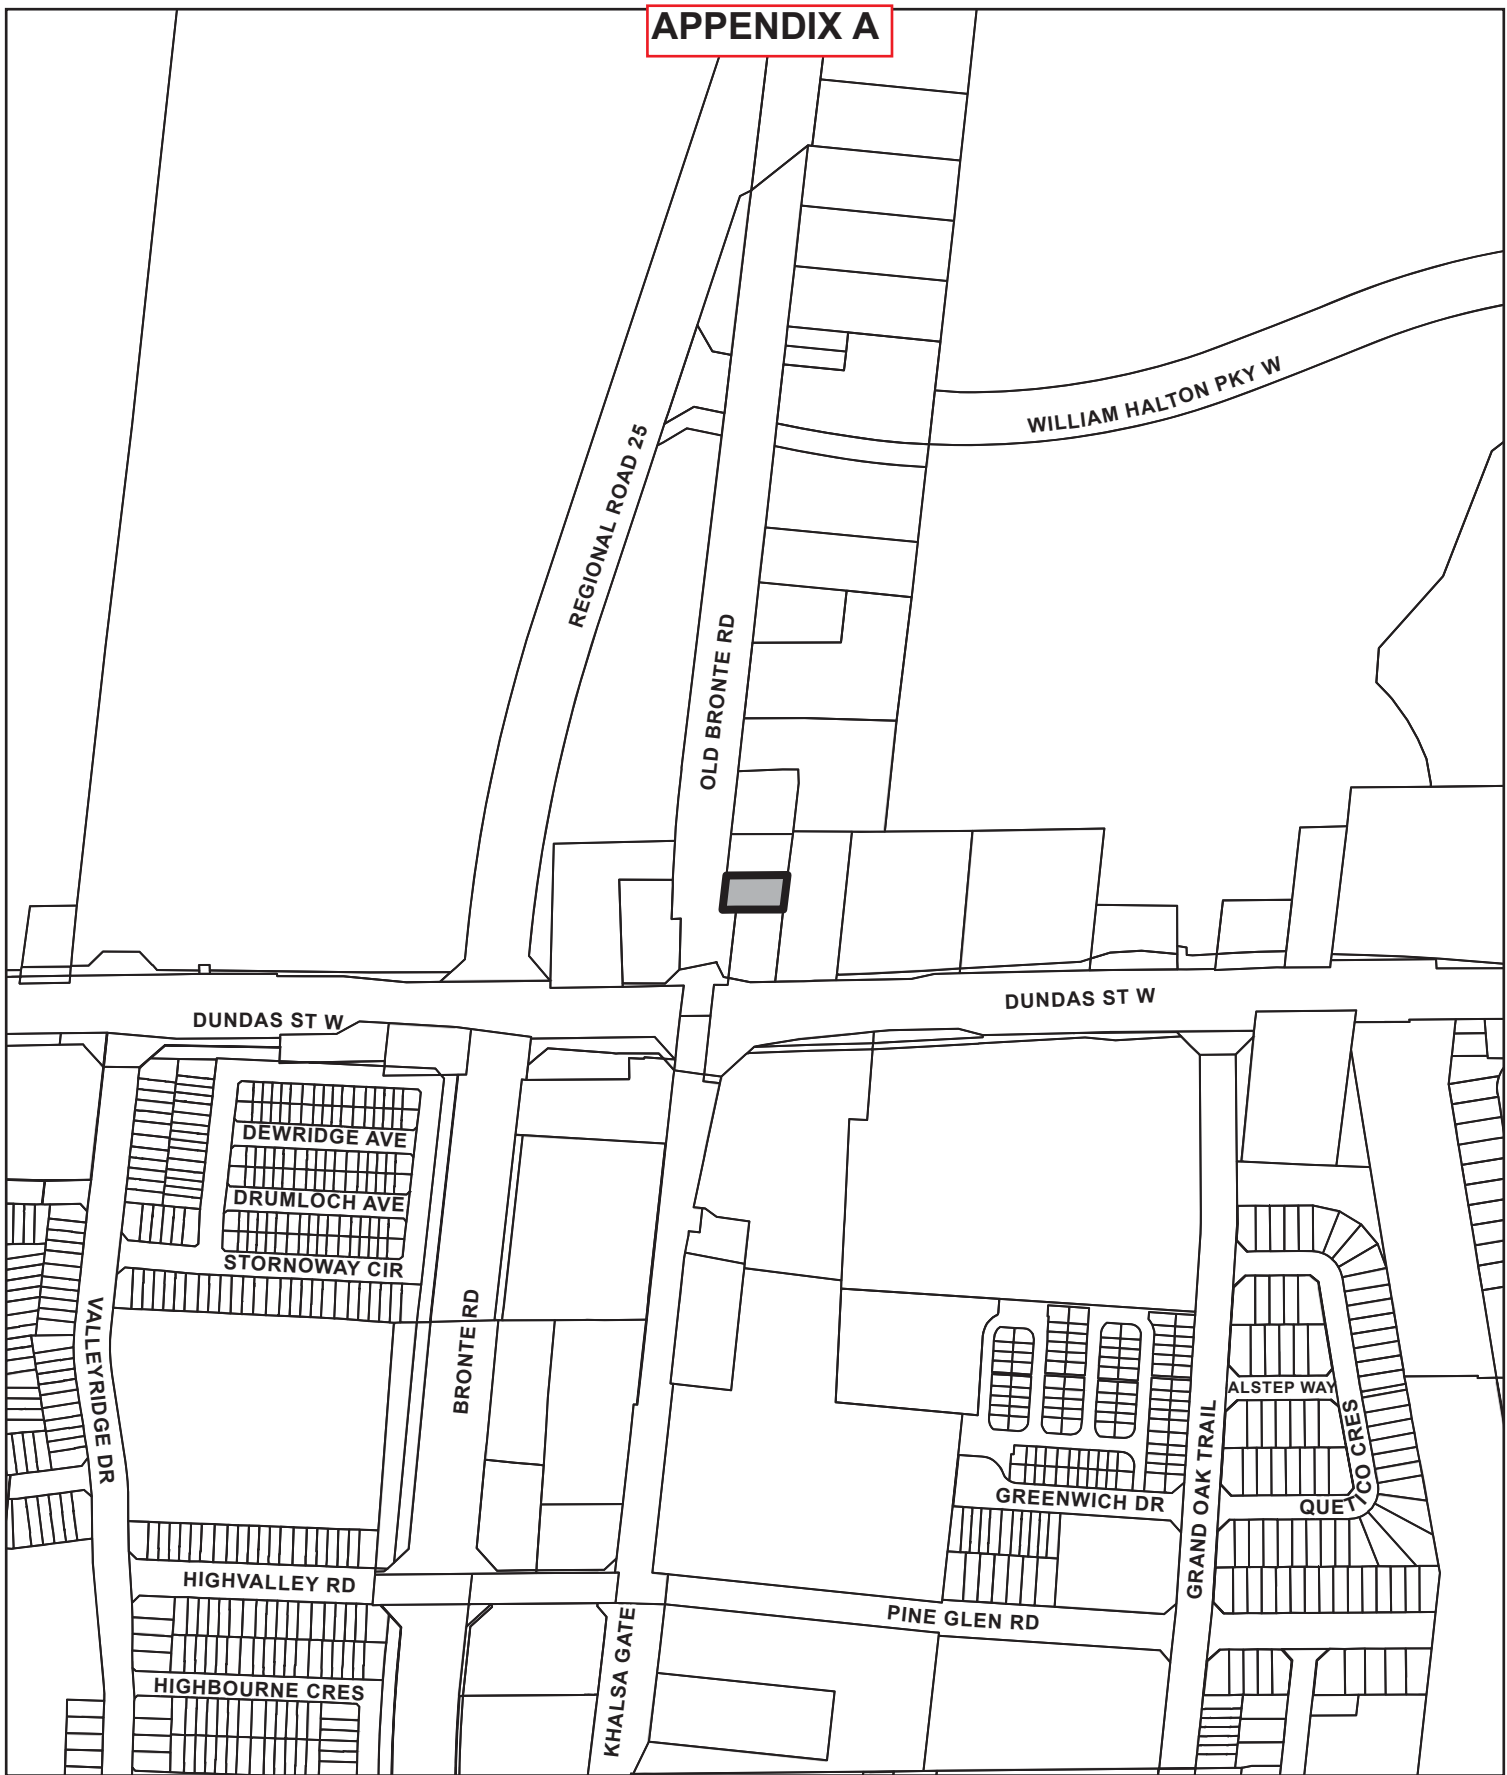 APPENDIX A
WILLIAM HALTON PKY W
REGIONAL ROAD 25
OLD BRONTE RD
DUNDAS ST W
DUNDAS ST W
DEWRIDGE AVE
DRUMLOCH AVE
STORNOWAY CIR
VALLEYRIDGE DR
BRONTE RD
ALSTEP WAY
QUETICO CRES
GRAND OAK TRAIL
GREENWICH DR
HIGHVALLEY RD
PINE GLEN RD
KHALSA GATE
HIGHBOURNE CRES